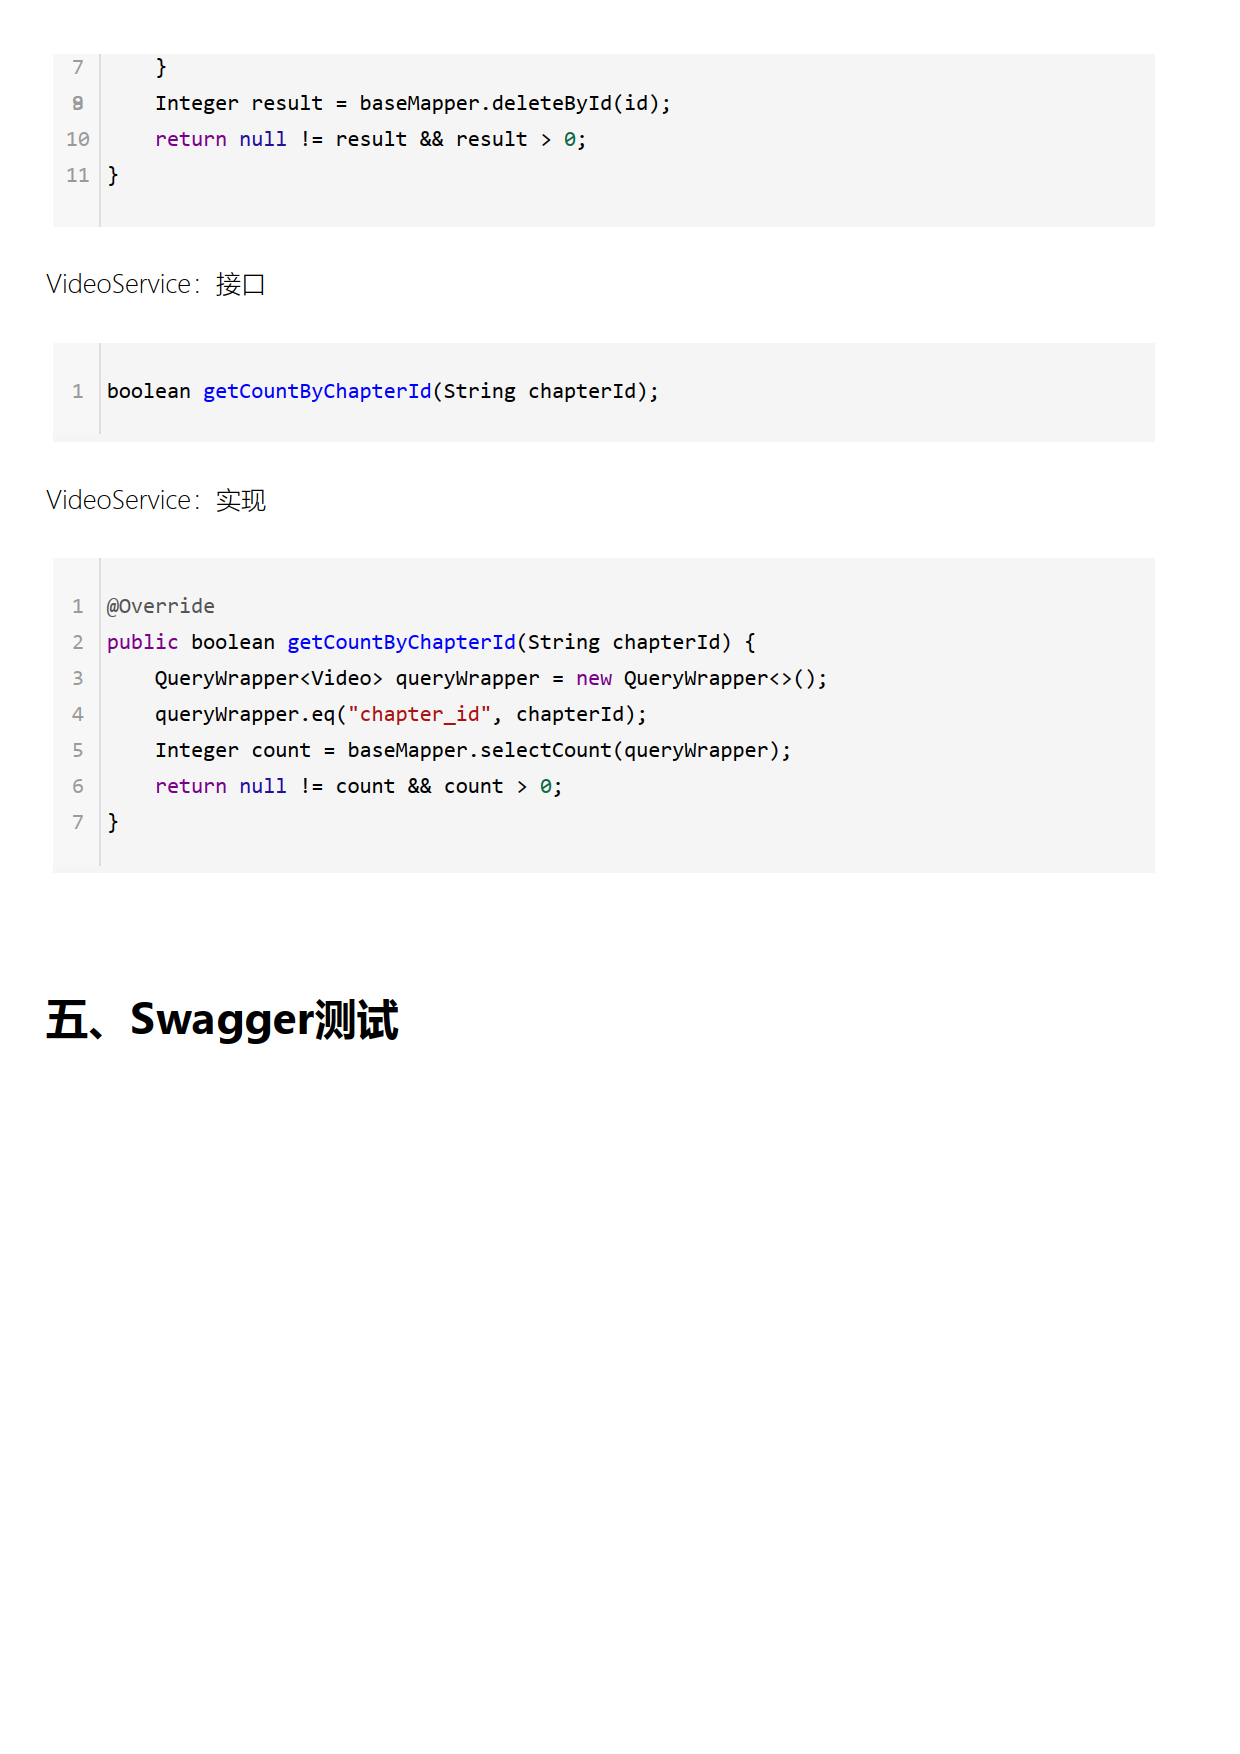 7     }
9     Integer result = baseMapper.deleteById(id);
10    return null != result && result > 0;
11 }
VideoService：接口
1 boolean getCountByChapterId(String chapterId);
VideoService：实现
1 @Override
2 public boolean getCountByChapterId(String chapterId) {
3     QueryWrapper<Video> queryWrapper = new QueryWrapper<>();
4     queryWrapper.eq("chapter_id", chapterId);
5     Integer count = baseMapper.selectCount(queryWrapper);
6     return null != count && count > 0;
7 }
五、Swagger测试